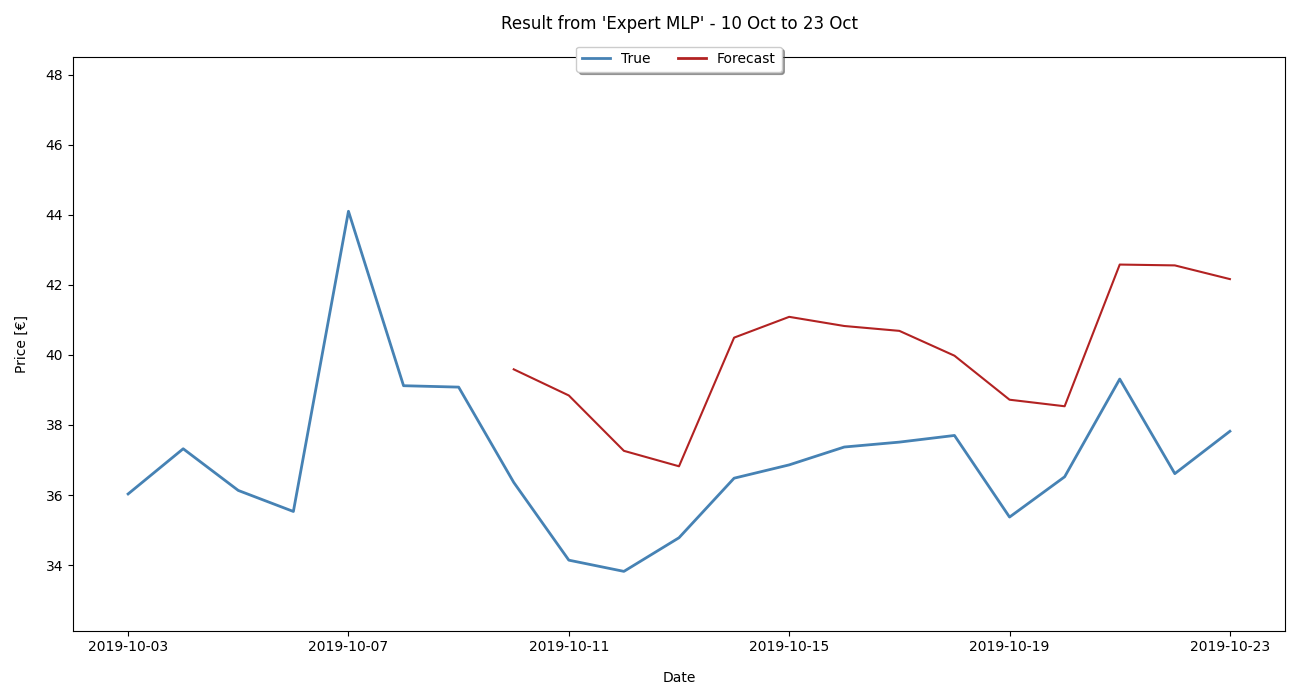 Result from 'Expert MLP' - 10 Oct to 23 Oct
True
Forecast
48
46
44
42
40
38
36
34
Price [€]
2019-10-03
2019-10-07
2019-10-11
2019-10-15
2019-10-19
2019-10-23
Date